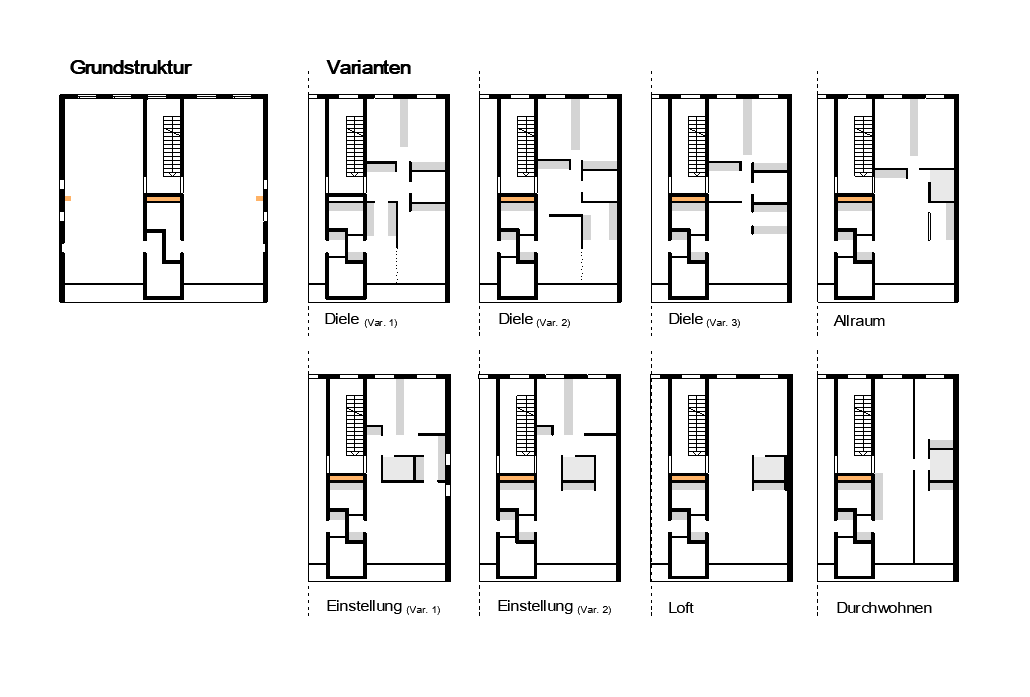 Grundstruktur
Varianten
Diele (Var. 1)
Diele (Var. 2)
Diele (Var. 3)
Allraum
Einstellung (Var. 1)
Einstellung (Var. 2)
Loft
Durchwohnen